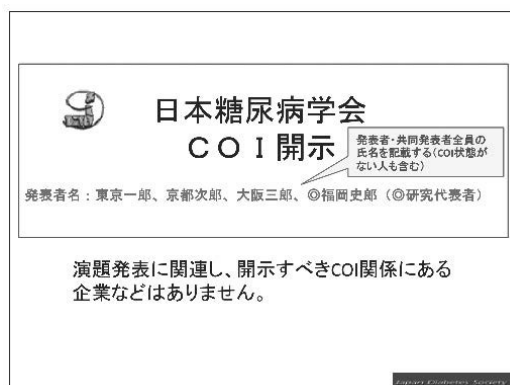 日本糖尿病学会
ＣＯＩ開示
発表者・共同発表者全員の
氏名を記載する（COI状態が
ない人も含む）
発表者名：東京一郎、京都次郎、大阪三郎、◎福岡史郎（◎研究代表者）
演題発表に関連し、開示すべきCOI関係にある
企業などはありません。
Japan Diabetes Society